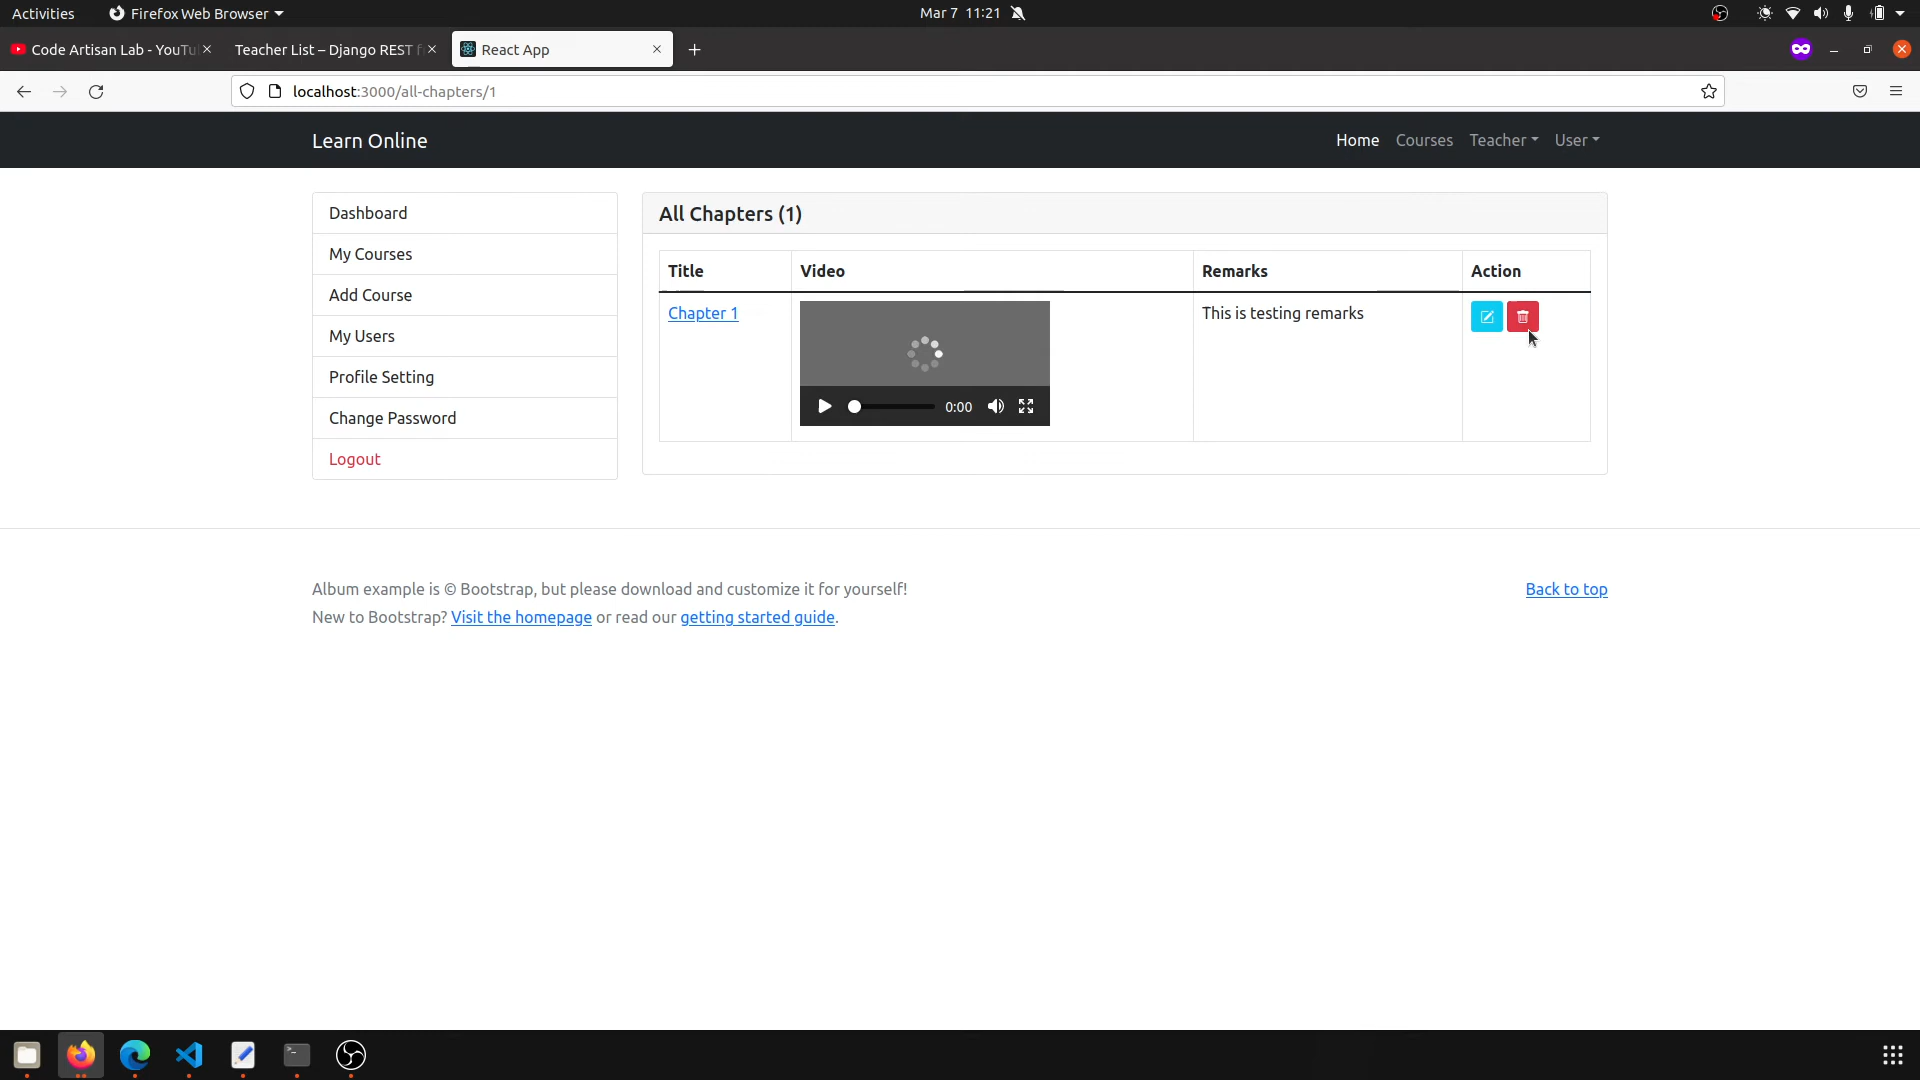 Activities
Firefox Web Browser
Mar 7 11:21
Code Artisan Lab - YouTu
Teacher List – Django REST f
React App
localhost:3000/all-chapters/1
Learn Online
Home
Courses
Teacher
User
Dashboard
My Courses
Add Course
My Users
Profile Setting
Change Password
Logout
All Chapters (1)
Title
Video
Remarks
Action
Chapter 1
0:00
This is testing remarks
Album example is © Bootstrap, but please download and customize it for yourself!
Back to top
New to Bootstrap? Visit the homepage or read our getting started guide.